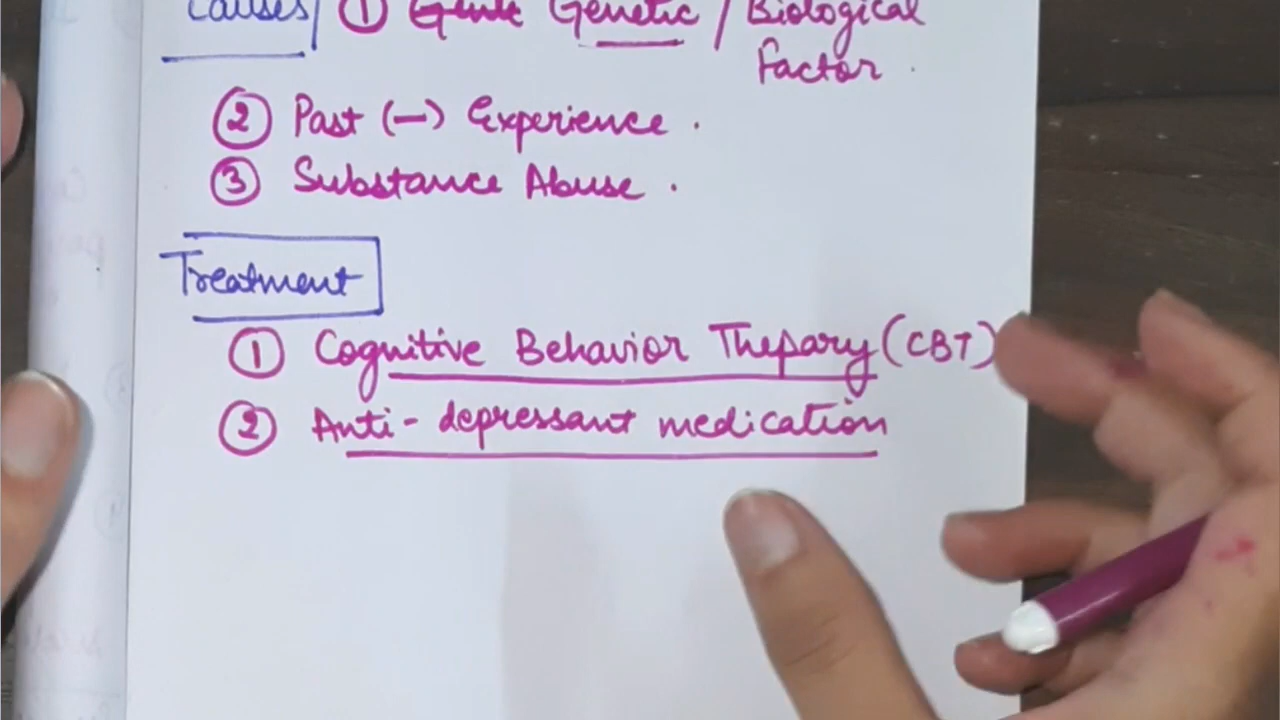 Causes ① Genetic / Biological
Factor .
② Past (–) Experience .
③ Substance Abuse .
Treatment
① Cognitive Behavior Thepary (CBT)
② Anti-depressant medication